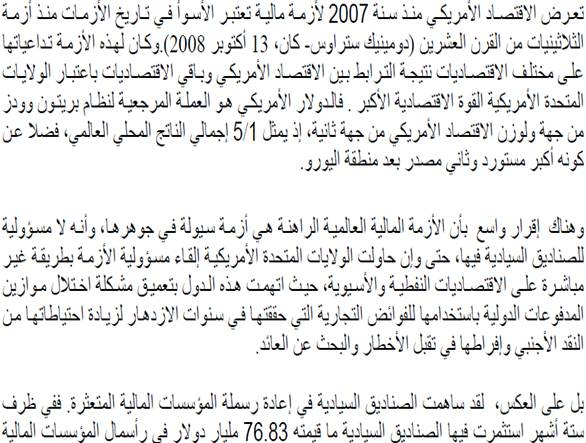 تعرض الاقتصاد الأمريكي منذ سنة 2007 لأزمة مالية تعتبر الأسوأ في تاريخ الأزمات منذ أزمة
الثلاثينيات من القرن العشرين (دومينيك ستراوس- كان، 13 أكتوبر 2008).وكان لهذه الأزمة تداعياتها
على مختلف الاقتصاديات نتيجة الترابط بين الاقتصاد الأمريكي وباقي الاقتصاديات باعتبار الولايات
المتحدة الأمريكية القوة الاقتصادية الأكبر . فالدولار الأمريكي هو العملة المرجعية لنظام بريتون وودز
من جهة ولوزن الاقتصاد الأمريكي من جهة ثانية، إذ يمثل 5/1 إجمالي الناتج المحلي العالمي، فضلا عن
كونه أكبر مستورد وثاني مصدر بعد منطقة اليورو.
وهناك إقرار واسع بأن الأزمة المالية العالمية الراهنة هي أزمة سيولة في جوهرها، وأنه لا مسؤولية
للصناديق السيادية فيها، حتى وإن حاولت الولايات المتحدة الأمريكية إلقاء مسؤولية الأزمة بطريقة غير
مباشرة على الاقتصاديات النفطية والأسيوية، حيث اتهمت هذه الدول بتعميق مشكلة اختلال موازين
المدفوعات الدولية باستخدامها للفوائض التجارية التي حققتها في سنوات الازدهار لزيادة احتياطاتها من
النقد الأجنبي وإفراطها في تقبل الأخطار والبحث عن العائد.
بل على العكس، لقد ساهمت الصناديق السيادية في إعادة رسملة المؤسسات المالية المتعثرة. ففي ظرف
ستة أشهر استثمرت فيها الصناديق السيادية ما قيمته 76.83 مليار دولار في رأسمال المؤسسات المالية